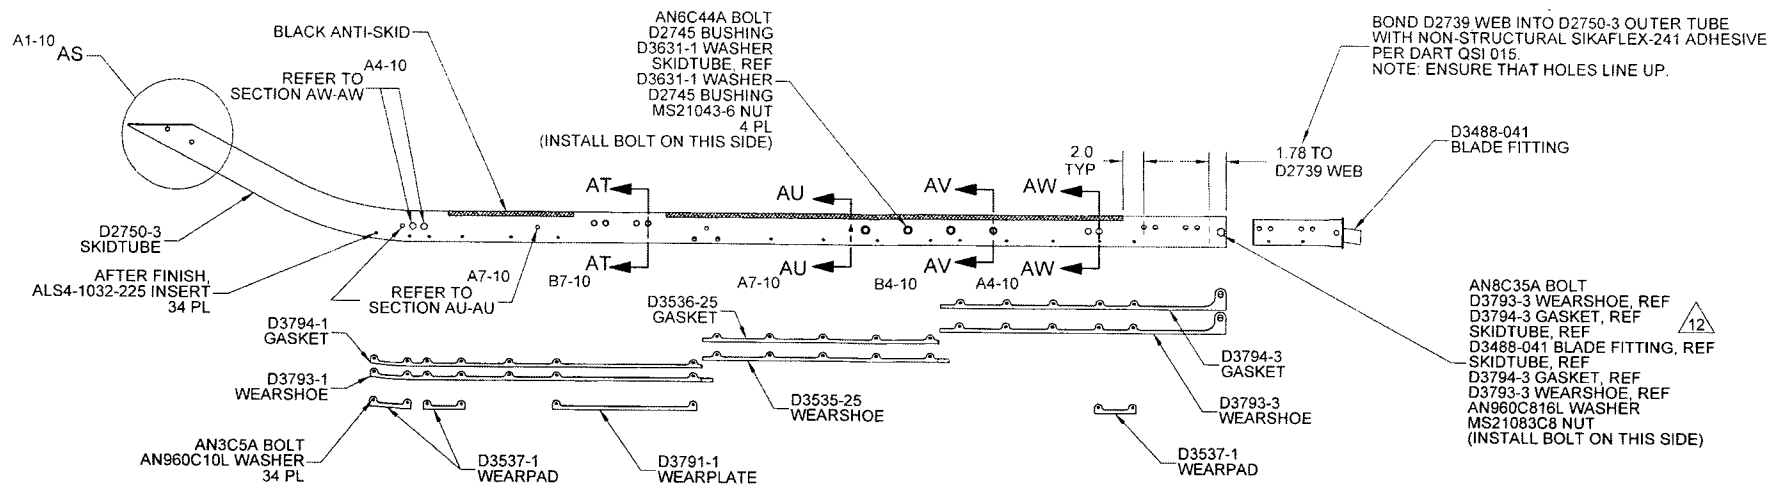 A1-10
AS
BLACK ANTI-SKID
REFER TO
SECTION AW-AW
A4-10
AN6C44A BOLT
D2745 BUSHING
D3631-1 WASHER
SKIDTUBE, REF
D3631-1 WASHER
D2745 BUSHING
MS21043-6 NUT
4 PL
(INSTALL BOLT ON THIS SIDE)
BOND D2739 WEB INTO D2750-3 OUTER TUBE
WITH NON-STRUCTURAL SIKAFLEX-241 ADHESIVE
PER DART QSI 015.
NOTE: ENSURE THAT HOLES LINE UP.
2.0
TYP
1.78 TO
D2739 WEB
D3488-041
BLADE FITTING
AT
AU
AV
AW
D2750-3
SKIDTUBE
AFTER FINISH,
ALS4-1032-225 INSERT
34 PL
REFER TO
SECTION AU-AU
A7-10
AT
B7-10
AU
A7-10
AV
B4-10
AW
A4-10
D3794-1
GASKET
D3793-1
WEARSHOE
AN3C5A BOLT
AN960C10L WASHER
34 PL
D3537-1
WEARPAD
D3791-1
WEARPLATE
D3536-25
GASKET
D3535-25
WEARSHOE
D3794-3
GASKET
D3793-3
WEARSHOE
D3537-1
WEARPAD
AN8C35A BOLT
D3793-3 WEARSHOE, REF
D3794-3 GASKET, REF
SKIDTUBE, REF
D3488-041 BLADE FITTING, REF
SKIDTUBE, REF
D3794-3 GASKET, REF
D3793-3 WEARSHOE, REF
AN960C816L WASHER
MS21083C8 NUT
(INSTALL BOLT ON THIS SIDE)
12